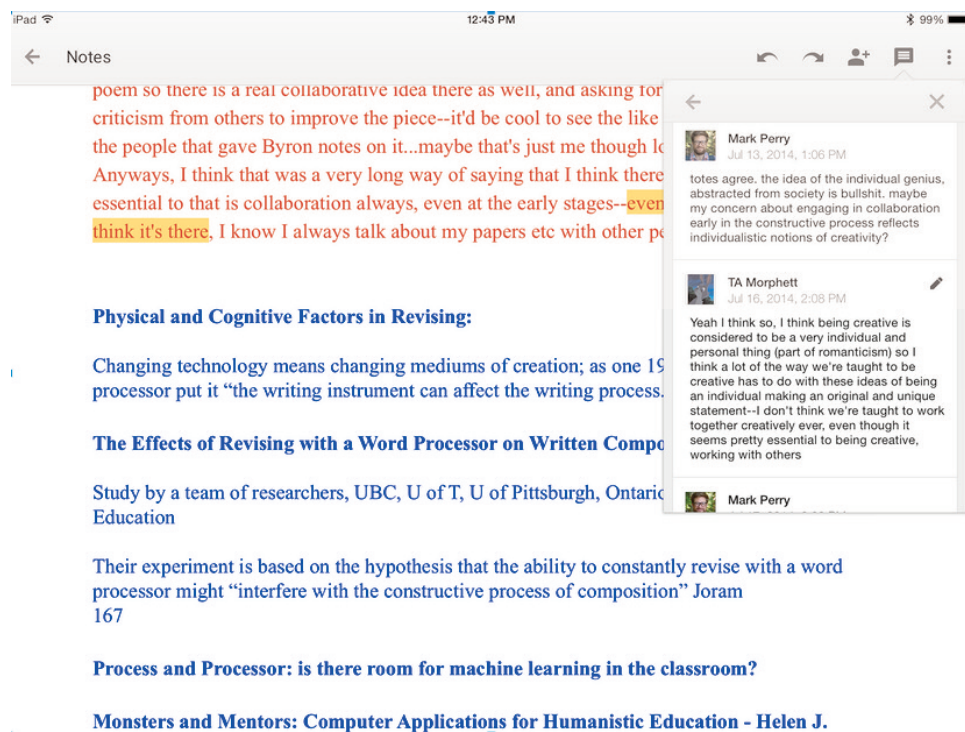 iPad 12:43 PM 99%
Notes
poem so there is a real collaborative idea there as well, and asking for
criticism from others to improve the piece--it'd be cool to see the like
the people that gave Byron notes on it...maybe that's just me though
Anyways, I think that was a very long way of saying that I think there
essential to that is collaboration always, even at the early stages--even
think it's there, I know I always talk about my papers etc with other
Physical and Cognitive Factors in Revising:
Changing technology means changing mediums of creation; as one 19
processor put it “the writing instrument can affect the writing process.
The Effects of Revising with a Word Processor on Written Compo
Study by a team of researchers, UBC, U of T, U of Pittsburgh, Ontario
Education
Their experiment is based on the hypothesis that the ability to constantly revise with a word
processor might “interfere with the constructive process of composition” Joram
167
Process and Processor: is there room for machine learning in the classroom?
Monsters and Mentors: Computer Applications for Humanistic Education - Helen J.
Mark Perry
Jul 13, 2014, 1:06 PM
totes agree. the idea of the individual genius,
abstracted from society is bullshit. maybe
my concern about engaging in collaboration
early in the constructive process reflects
individualistic notions of creativity?
TA Morphett
Jul 16, 2014, 2:08 PM
Yeah I think so, I think being creative is
considered to be a very individual and
personal thing (part of romanticism) so I
think a lot of the way we're taught to be
creative has to do with these ideas of being
an individual making an original and unique
statement--I don't think we're taught to work
together creatively ever, even though it
seems pretty essential to being creative,
working with others
Mark Perry